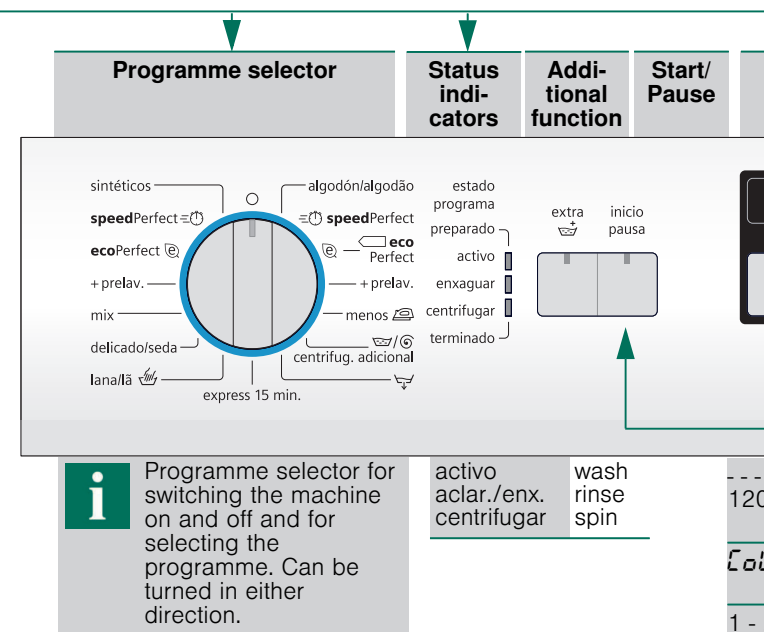 Programme selector
Status
indi-
cators
Addi-
tional
function
Start/
Pause
sintéticos
speedPerfect
ecoPerfect e
+ prelav.
mix
delicado/seda
lana/lã
algodón/algodão
speedPerfect
e eco
Perfect
+ prelav.
menos
/
centrifug. adicional
express 15 min.
estado
programa
preparado
activo
enxaguar
centrifugar
terminado
extra
+
inicio
pausa
i
Programme selector for
switching the machine
on and off and for
selecting the
programme. Can be
turned in either
direction.
activo wash
aclar./enx. rinse
centrifugar spin
----
120
1 -